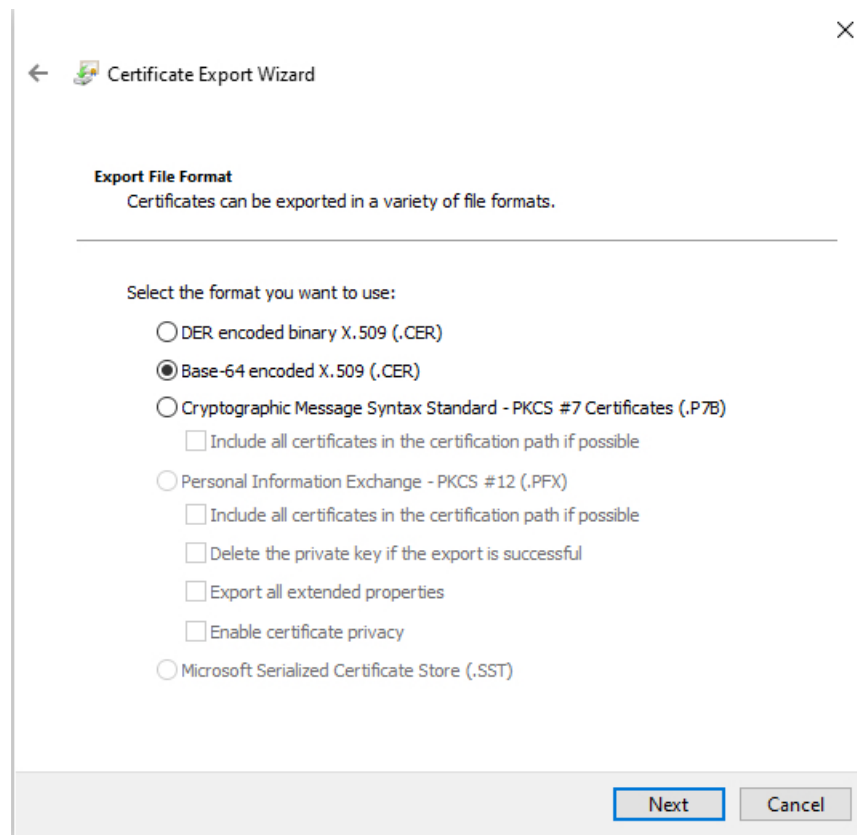 Certificate Export Wizard
Export File Format
Certificates can be exported in a variety of file formats.
Select the format you want to use:
DER encoded binary X.509 (.CER)
Base-64 encoded X.509 (.CER)
Cryptographic Message Syntax Standard - PKCS #7 Certificates (.P7B)
Include all certificates in the certification path if possible
Personal Information Exchange - PKCS #12 (.PFX)
Include all certificates in the certification path if possible
Delete the private key if the export is successful
Export all extended properties
Enable certificate privacy
Microsoft Serialized Certificate Store (.SST)
Next Cancel